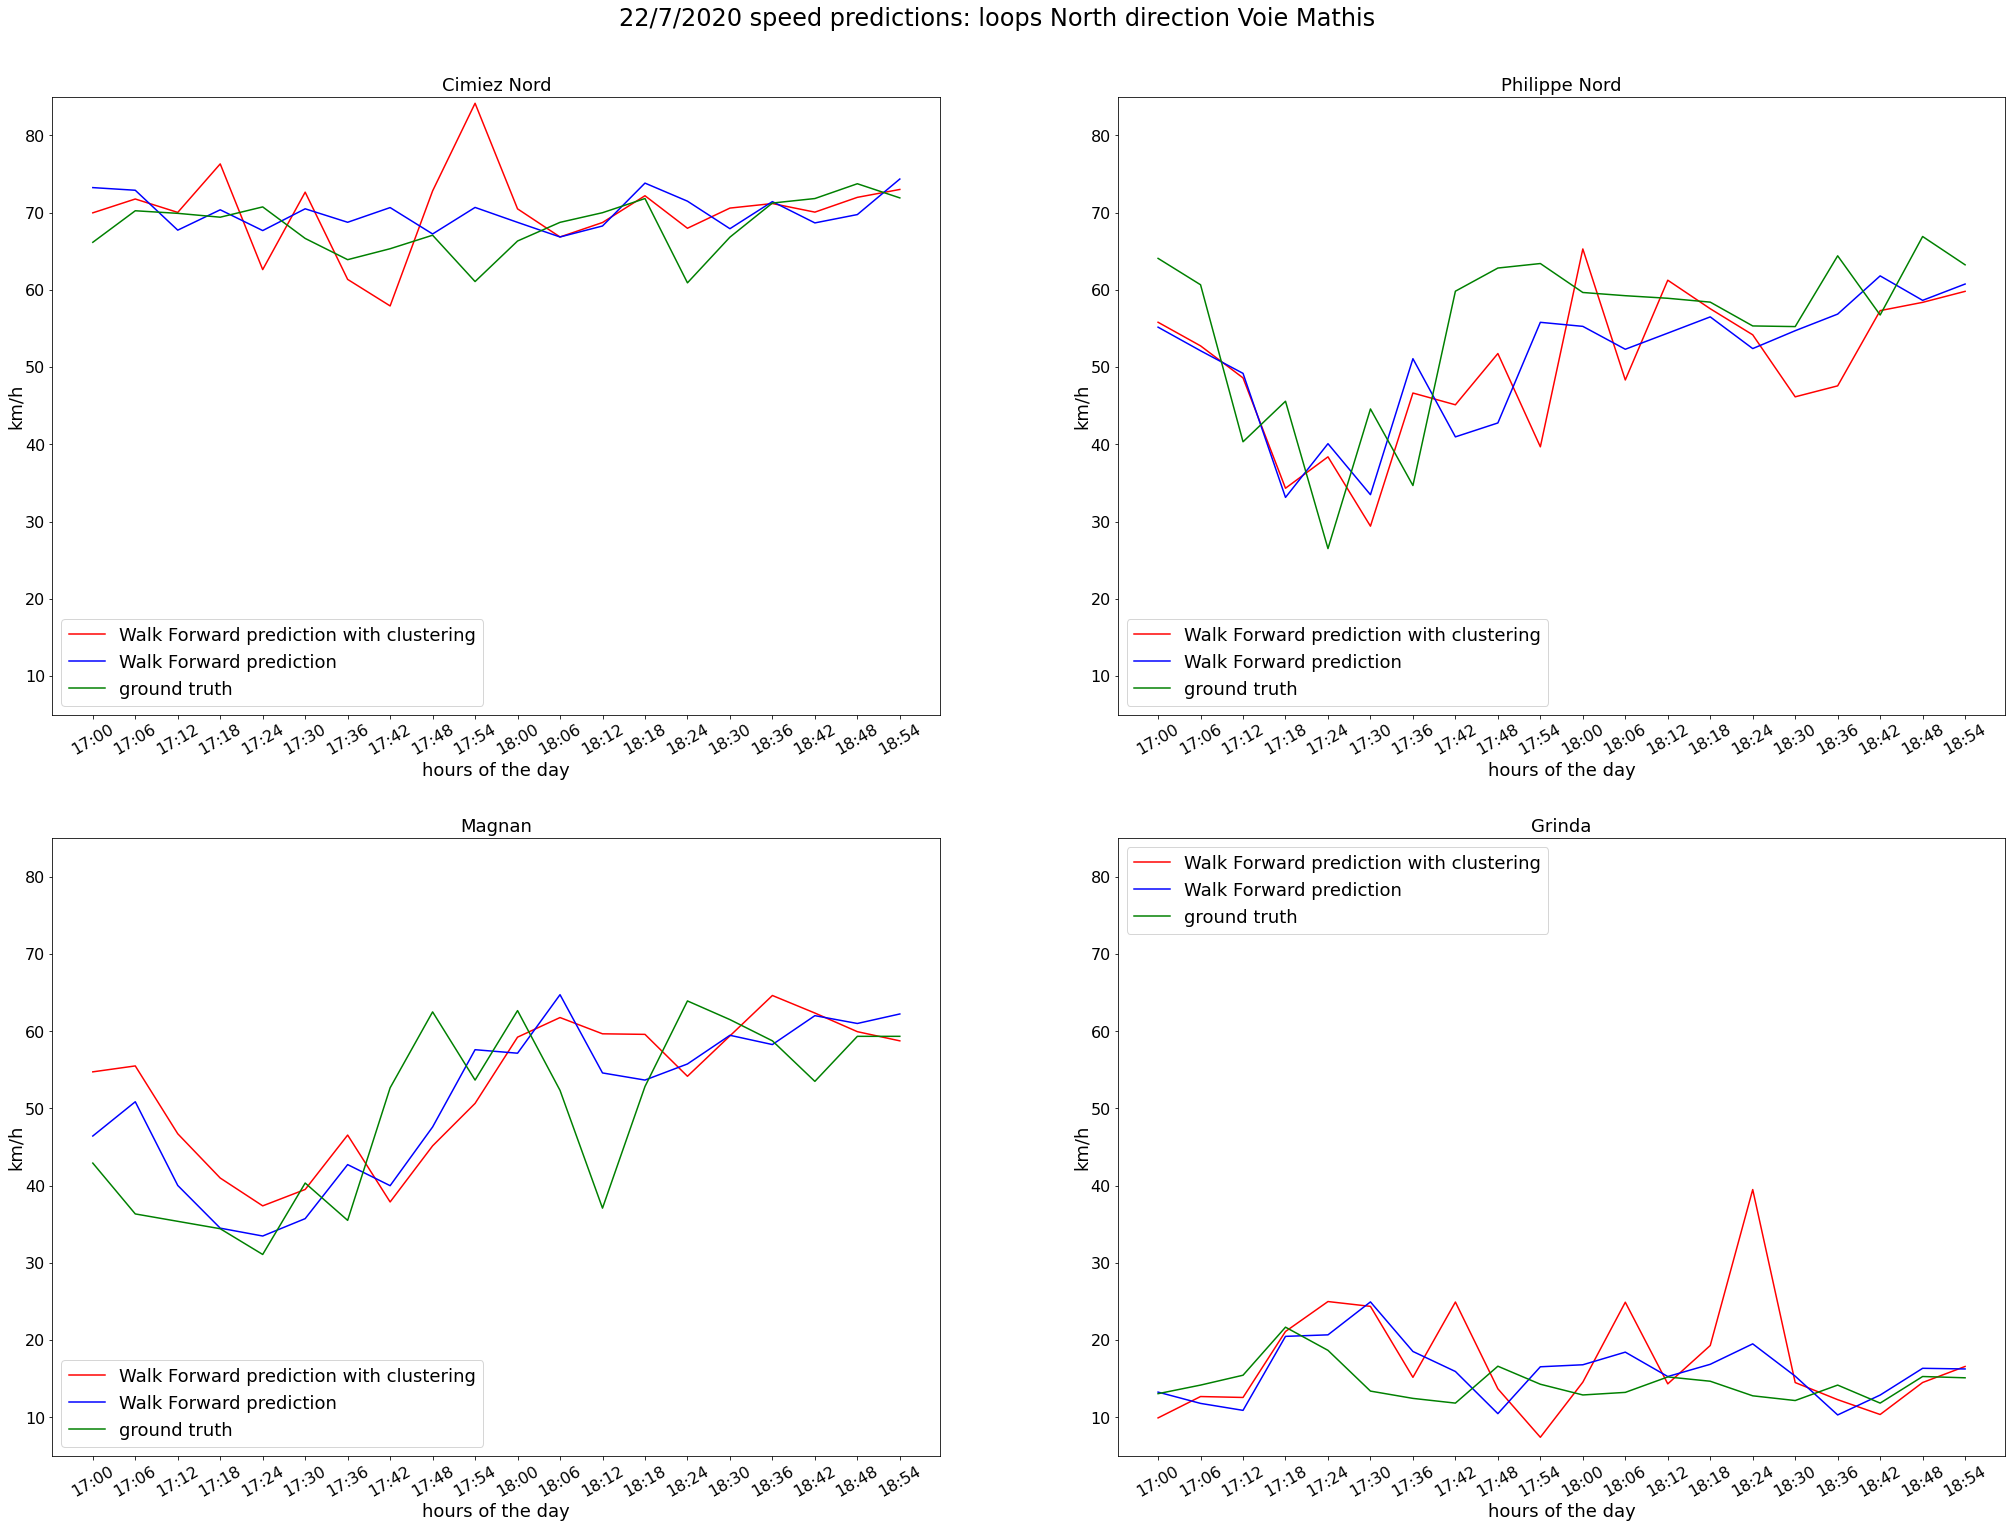 22/7/2020 speed predictions: loops North direction Voie Mathis
Cimiez Nord
80
70
60
50
40
30
20
10
km/h
Walk Forward prediction with clustering
Walk Forward prediction
ground truth
17:00 17:06 17:12 17:18 17:24 17:30 17:36 17:42 17:48 17:54 18:00 18:06 18:12 18:18 18:24 18:30 18:36 18:42 18:48 18:54
hours of the day
Philippe Nord
80
70
60
50
40
30
20
10
km/h
Walk Forward prediction with clustering
Walk Forward prediction
ground truth
17:00 17:06 17:12 17:18 17:24 17:30 17:36 17:42 17:48 17:54 18:00 18:06 18:12 18:18 18:24 18:30 18:36 18:42 18:48 18:54
hours of the day
Magnan
80
70
60
50
40
30
20
10
km/h
Walk Forward prediction with clustering
Walk Forward prediction
ground truth
17:00 17:06 17:12 17:18 17:24 17:30 17:36 17:42 17:48 17:54 18:00 18:06 18:12 18:18 18:24 18:30 18:36 18:42 18:48 18:54
hours of the day
Grinda
Walk Forward prediction with clustering
Walk Forward prediction
ground truth
80
70
60
50
40
30
20
10
km/h
17:00 17:06 17:12 17:18 17:24 17:30 17:36 17:42 17:48 17:54 18:00 18:06 18:12 18:18 18:24 18:30 18:36 18:42 18:48 18:54
hours of the day